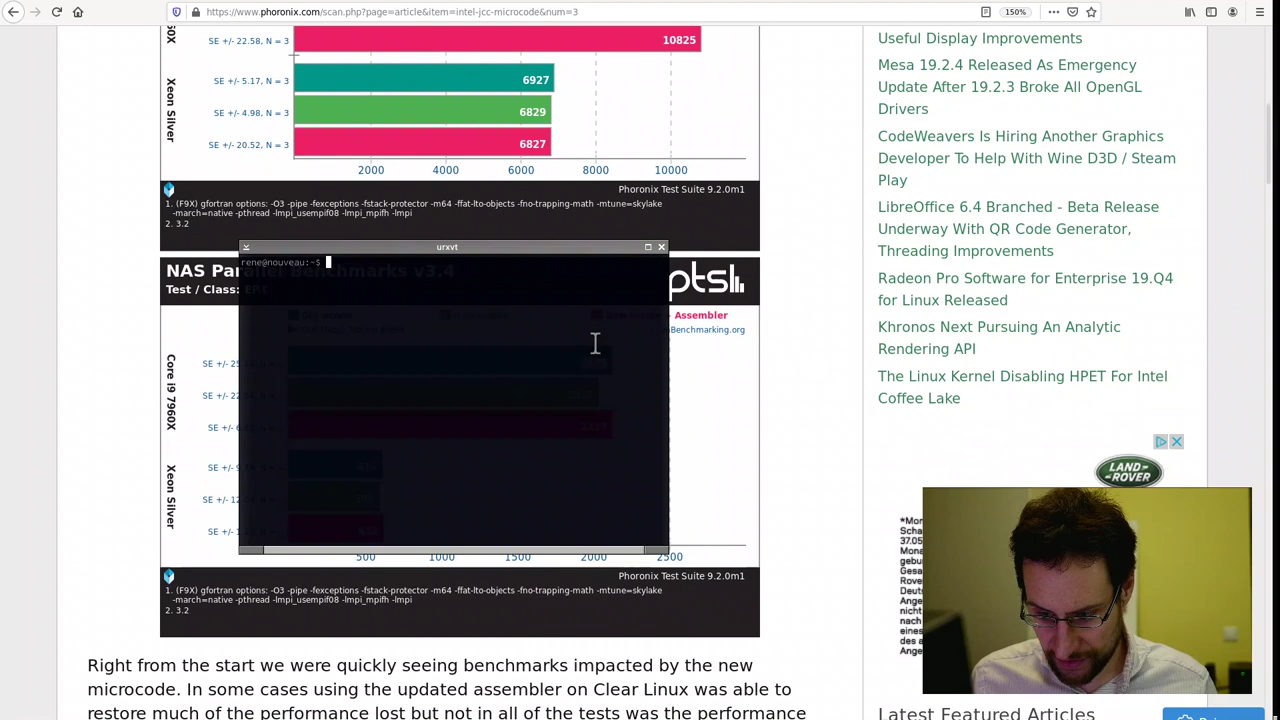 https://www.phoronix.com/scan.php?page=article&item=intel-jcc-microcode&num=3
150%
SE +/- 22.58, N = 3
10825
Xeon Silver
SE +/- 5.17, N = 3
6927
SE +/- 4.98, N = 3
6829
SE +/- 20.52, N = 3
6827
2000 4000 6000 8000 10000
Phoronix Test Suite 9.2.0m1
1. (F9X) gfortran options: -O3 -pipe -fexceptions -fstack-protector -m64 -ffat-lto-objects -fno-trapping-math -mtune=skylake
-march=native -pthread -lmpi_usempif08 -lmpi_mpifh -lmpi
2. 3.2
urxvt
rene@nouveau:~$
NAS Parallel Benchmarks v3.4
Test / Class: EP.
ptsl
Assembler
Benchmarking.org
Core i9 7960X
Xeon Silver
500 1000 1500 2000 2500
Phoronix Test Suite 9.2.0m1
1. (F9X) gfortran options: -O3 -pipe -fexceptions -fstack-protector -m64 -ffat-lto-objects -fno-trapping-math -mtune=skylake
-march=native -pthread -lmpi_usempif08 -lmpi_mpifh -lmpi
2. 3.2
Right from the start we were quickly seeing benchmarks impacted by the new
microcode. In some cases using the updated assembler on Clear Linux was able to
restore much of the performance lost but not in all of the tests was the performance
Useful Display Improvements
Mesa 19.2.4 Released As Emergency
Update After 19.2.3 Broke All OpenGL
Drivers
CodeWeavers Is Hiring Another Graphics
Developer To Help With Wine D3D / Steam
Play
LibreOffice 6.4 Branched - Beta Release
Underway With QR Code Generator,
Threading Improvements
Radeon Pro Software for Enterprise 19.Q4
for Linux Released
Khronos Next Pursuing An Analytic
Rendering API
The Linux Kernel Disabling HPET For Intel
Coffee Lake
LAND
ROVER
Latest Featured Articles